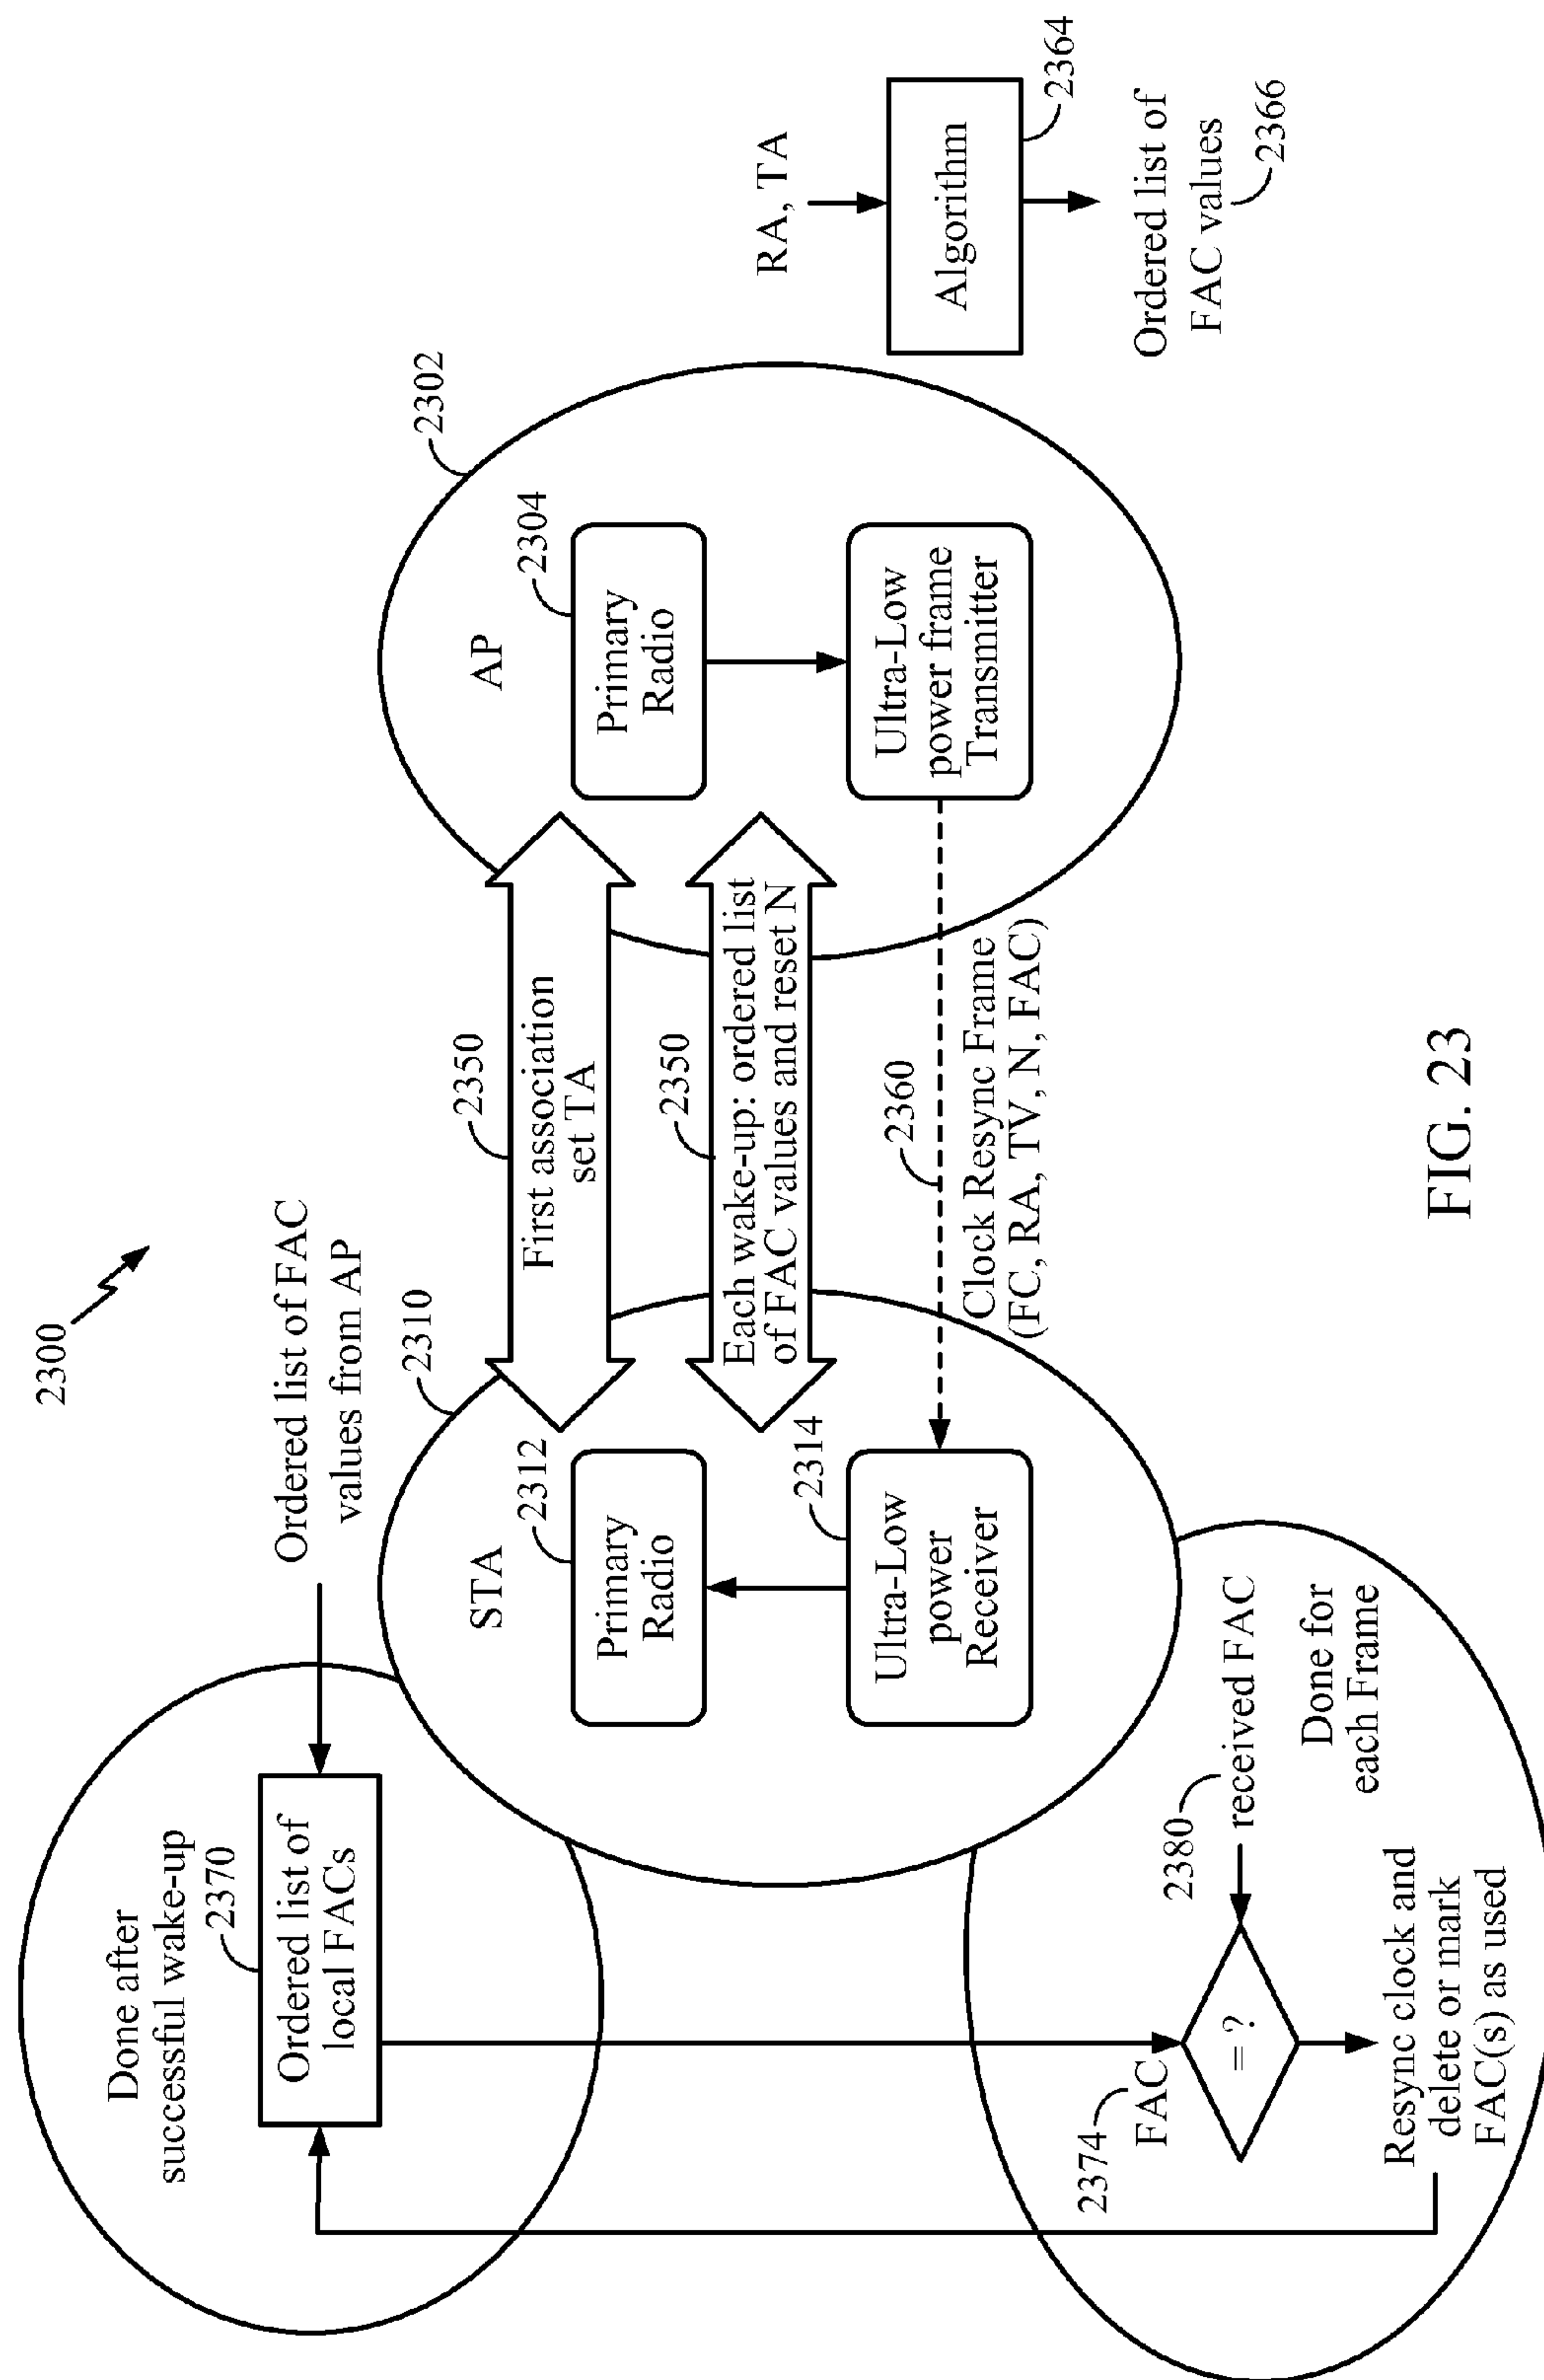 2300
Done after
successful wake-up
2370
Ordered list of
local FACs
Ordered list of FAC
values from AP
2310
STA
2312
Primary
Radio
2314
Ultra-Low
power
Receiver
2350
First association
set TA
2350
Each wake-up: ordered list
of FAC values and reset N
2360
Clock Resync Frame
(FC, RA, TV, N, FAC)
2302
AP
2304
Primary
Radio
Ultra-Low
power frame
Transmitter
RA, TA
Algorithm
2364
Ordered list of
FAC values
2366
2374
FAC
= ?
2380
received FAC
Done for
each Frame
Resync clock and
delete or mark
FAC(s) as used
FIG. 23